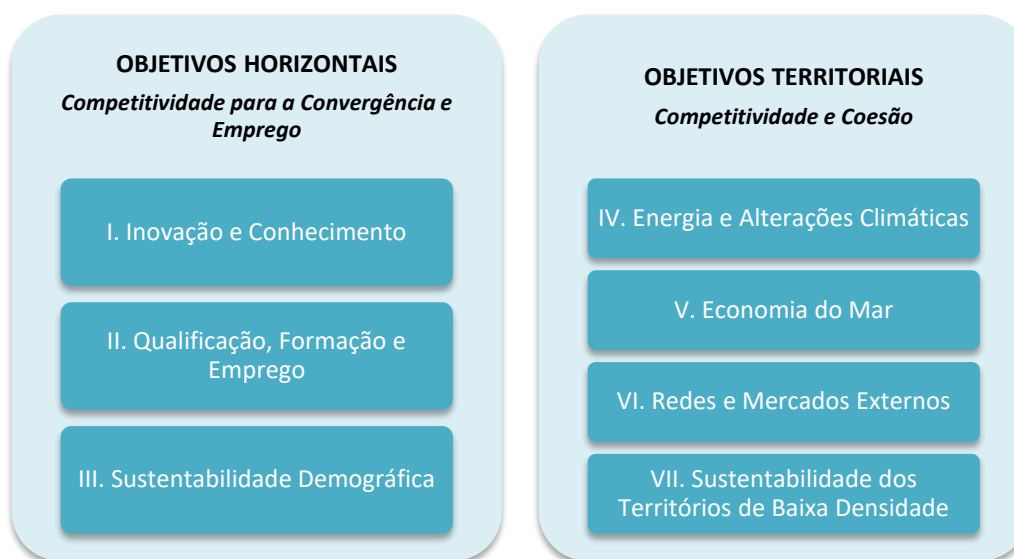 OBJETIVOS HORIZONTAIS
Competitividade para a Convergência e
Emprego
I. Inovação e Conhecimento
II. Qualificação, Formação e
Emprego
III. Sustentabilidade Demográfica
OBJETIVOS TERRITORIAIS
Competitividade e Coesão
IV. Energia e Alterações Climáticas
V. Economia do Mar
VI. Redes e Mercados Externos
VII. Sustentabilidade dos
Territórios de Baixa Densidade